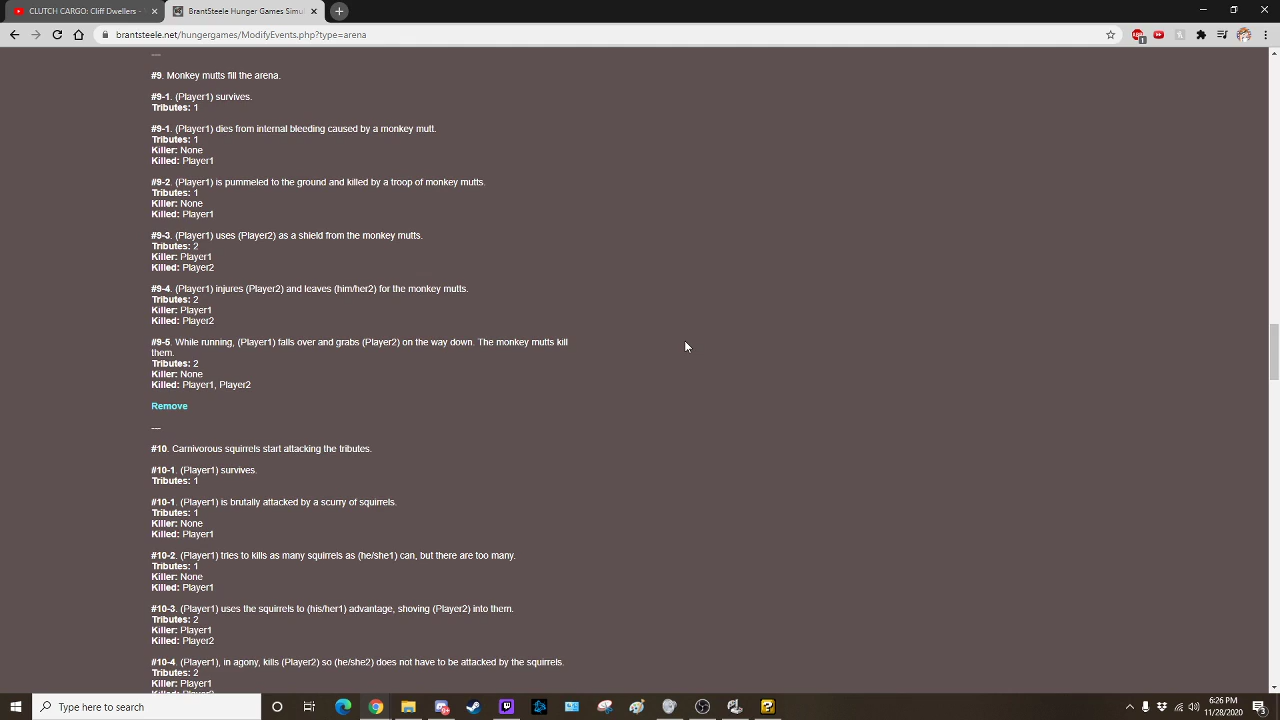 CLUTCH CARGO: Cliff Dwellers -
BrantSteele Hunger Games Simu
brantsteele.net/hungergames/ModifyEvents.php?type=arena
1
---
#9. Monkey mutts fill the arena.
#9-1. (Player1) survives.
Tributes: 1
#9-1. (Player1) dies from internal bleeding caused by a monkey mutt.
Tributes: 1
Killer: None
Killed: Player1
#9-2. (Player1) is pummeled to the ground and killed by a troop of monkey mutts.
Tributes: 1
Killer: None
Killed: Player1
#9-3. (Player1) uses (Player2) as a shield from the monkey mutts.
Tributes: 2
Killer: Player1
Killed: Player2
#9-4. (Player1) injures (Player2) and leaves (him/her2) for the monkey mutts.
Tributes: 2
Killer: Player1
Killed: Player2
#9-5. While running, (Player1) falls over and grabs (Player2) on the way down. The monkey mutts kill
them.
Tributes: 2
Killer: None
Killed: Player1, Player2
Remove
---
#10. Carnivorous squirrels start attacking the tributes.
#10-1. (Player1) survives.
Tributes: 1
#10-1. (Player1) is brutally attacked by a scurry of squirrels.
Tributes: 1
Killer: None
Killed: Player1
#10-2. (Player1) tries to kills as many squirrels as (he/she1) can, but there are too many.
Tributes: 1
Killer: None
Killed: Player1
#10-3. (Player1) uses the squirrels to (his/her1) advantage, shoving (Player2) into them.
Tributes: 2
Killer: Player1
Killed: Player2
#10-4. (Player1), in agony, kills (Player2) so (he/she2) does not have to be attacked by the squirrels.
Tributes: 2
Killer: Player1
Killed: Player2
Type here to search
6:26 PM
11/28/2020